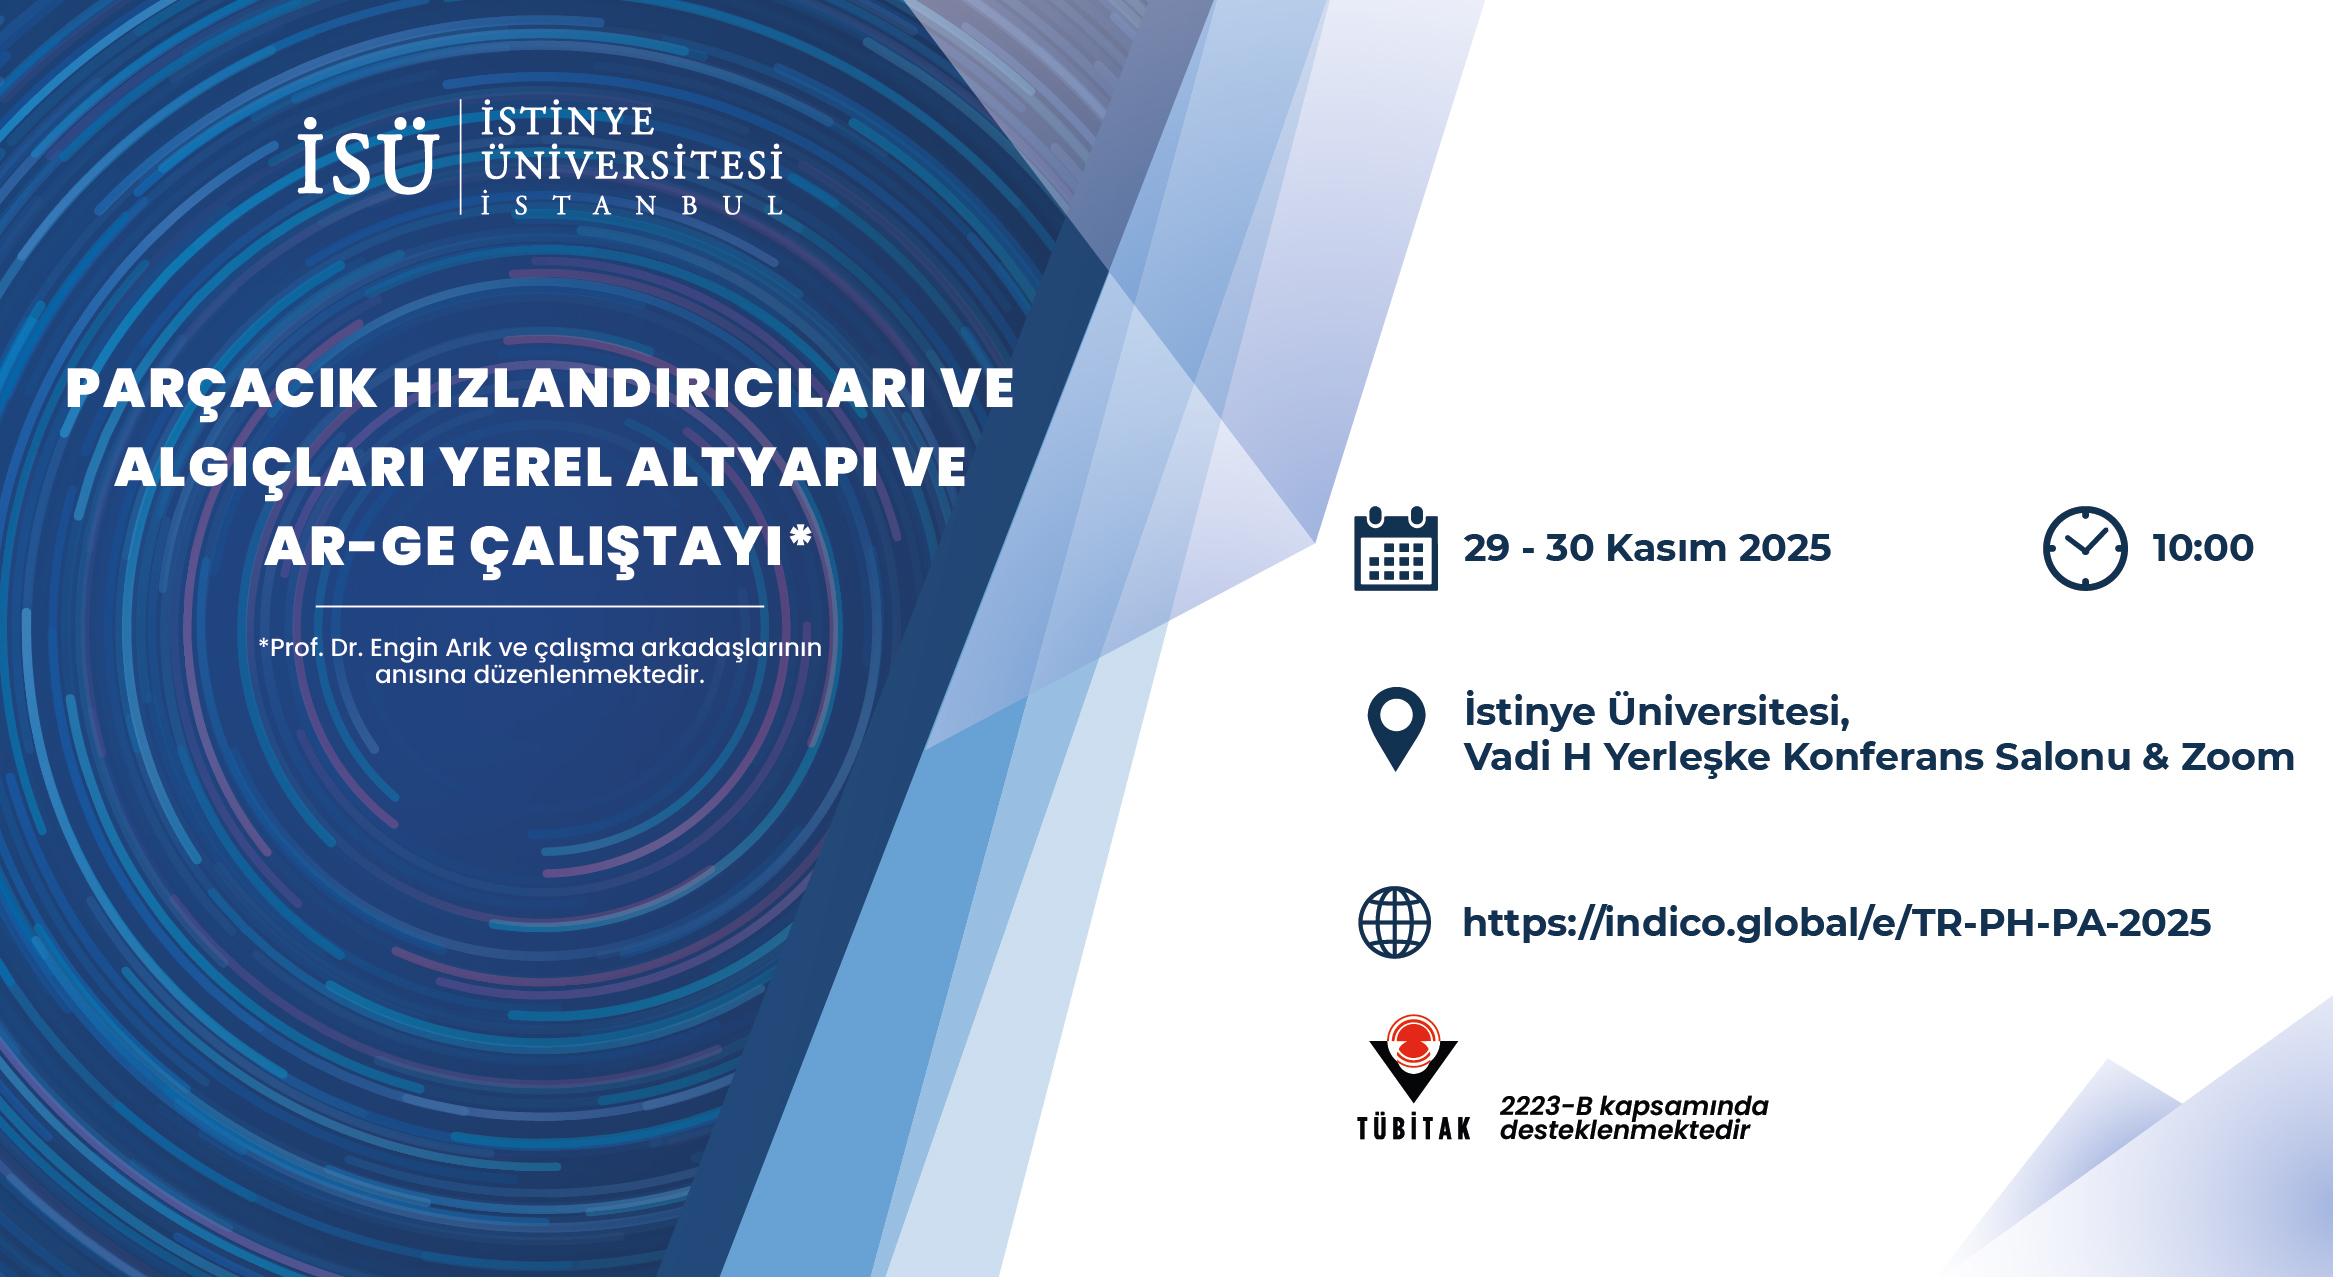 İSÜ
İSTİNYE
ÜNİVERSİTESİ
İSTANBUL
PARÇACIK HIZLANDIRICILARI VE
ALGIÇLARI YEREL ALTYAPI VE
AR-GE ÇALIŞTAYI*
*Prof. Dr. Engin Arık ve çalışma arkadaşlarının
anısına düzenlenmektedir.
29 - 30 Kasım 2025
10:00
İstinye Üniversitesi,
Vadi H Yerleşke Konferans Salonu & Zoom
https://indico.global/e/TR-PH-PA-2025
TÜBİTAK
2223-B kapsamında
desteklenmektedir